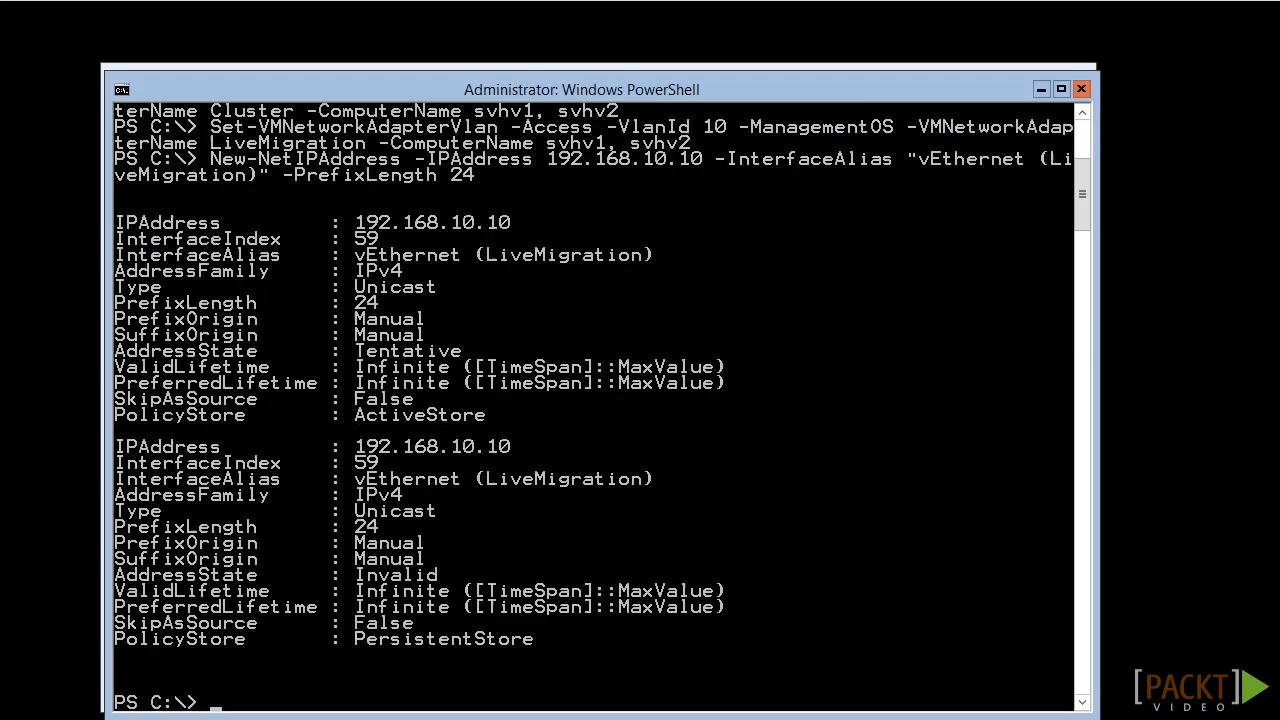 Administrator: Windows PowerShell
terName Cluster -ComputerName svhv1, svhv2
PS C:\> Set-VMNetworkAdapterVlan -Access -VlanId 10 -ManagementOS -VMNetworkAdap
terName LiveMigration -ComputerName svhv1, svhv2
PS C:\> New-NetIPAddress -IPAddress 192.168.10.10 -InterfaceAlias "vEthernet (Li
veMigration)" -PrefixLength 24
IPAddress : 192.168.10.10
InterfaceIndex : 59
InterfaceAlias : vEthernet (LiveMigration)
AddressFamily : IPv4
Type : Unicast
PrefixLength : 24
PrefixOrigin : Manual
SuffixOrigin : Manual
AddressState : Tentative
ValidLifetime : Infinite ([TimeSpan]::MaxValue)
PreferredLifetime : Infinite ([TimeSpan]::MaxValue)
SkipAsSource : False
PolicyStore : ActiveStore
IPAddress : 192.168.10.10
InterfaceIndex : 59
InterfaceAlias : vEthernet (LiveMigration)
AddressFamily : IPv4
Type : Unicast
PrefixLength : 24
PrefixOrigin : Manual
SuffixOrigin : Manual
AddressState : Invalid
ValidLifetime : Infinite ([TimeSpan]::MaxValue)
PreferredLifetime : Infinite ([TimeSpan]::MaxValue)
SkipAsSource : False
PolicyStore : PersistentStore
PS C:\>
[PACKT]
VIDEO